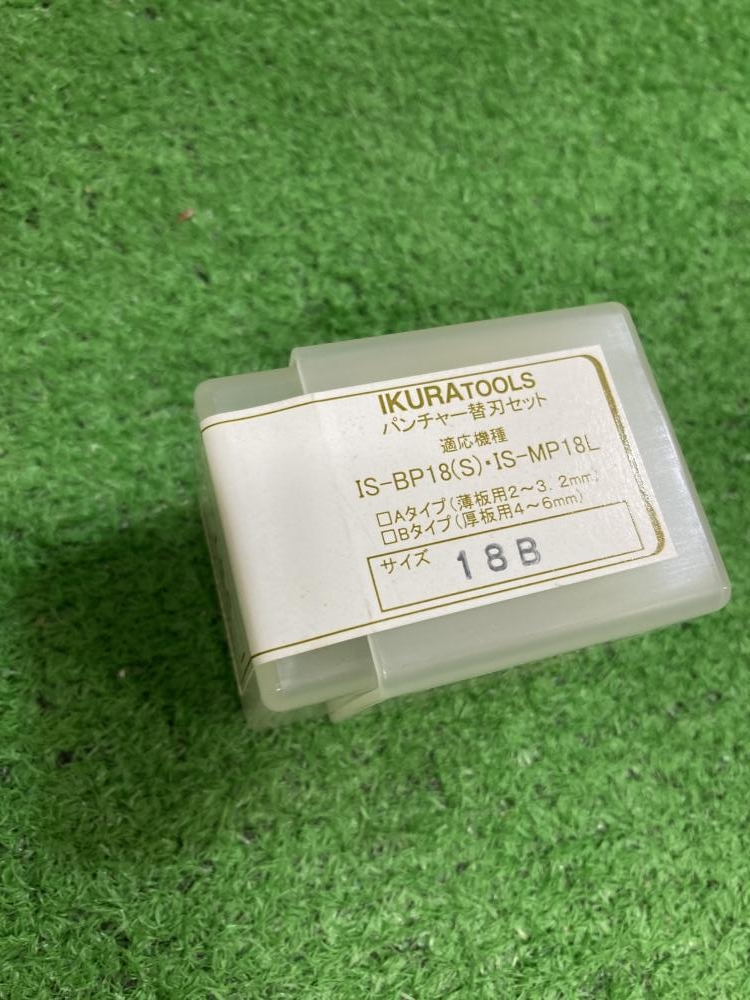 IKURATOOLS
パンチャー替刃セット
適応機種
IS-BP18(S)・IS-MP18L
□Aタイプ(薄板用2～3.2mm)
□Bタイプ(厚板用4～6mm)
サイズ 18B